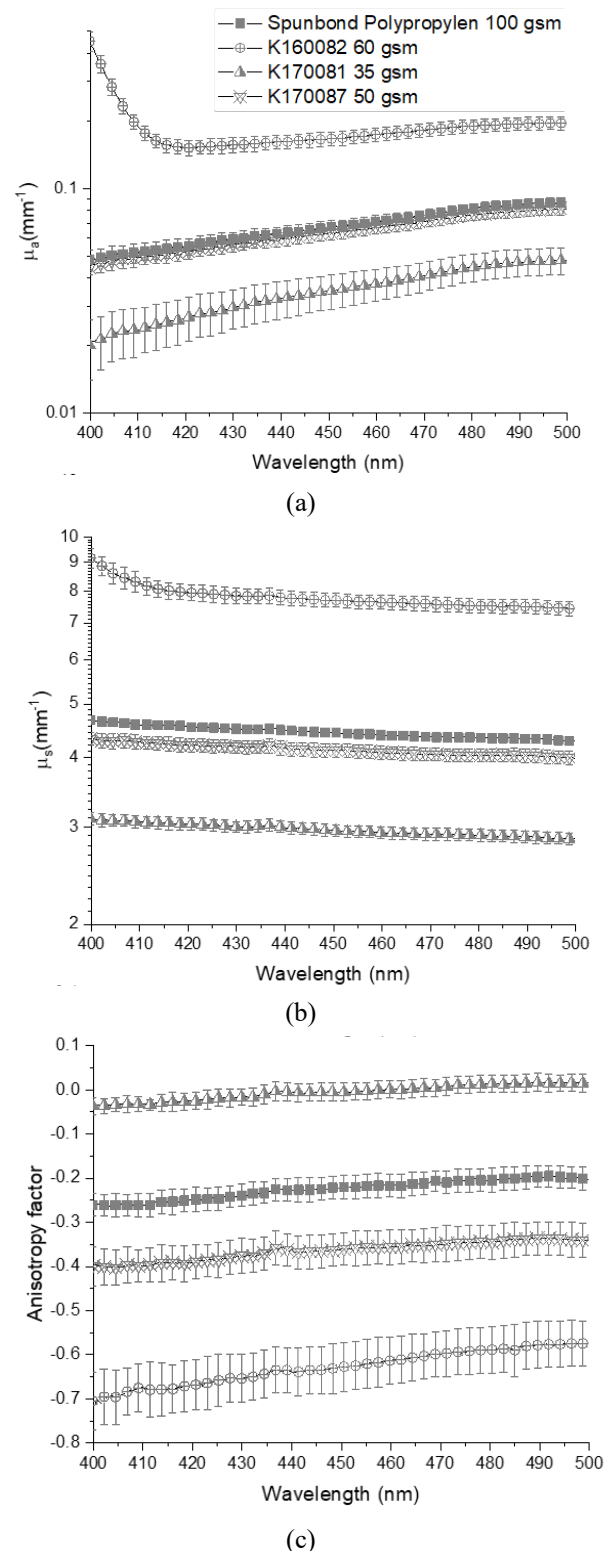 Spunbond Polypropylen 100 gsm
K160082 60 gsm
K170081 35 gsm
K170087 50 gsm
0.1
0.01
μa(mm-1)
400 410 420 430 440 450 460 470 480 490 500
Wavelength (nm)
(a)
10
9
8
7
6
5
4
3
2
μs(mm-1)
400 410 420 430 440 450 460 470 480 490 500
Wavelength (nm)
(b)
0.1
0.0
-0.1
-0.2
-0.3
-0.4
-0.5
-0.6
-0.7
-0.8
Anisotropy factor
400 410 420 430 440 450 460 470 480 490 500
Wavelength (nm)
(c)